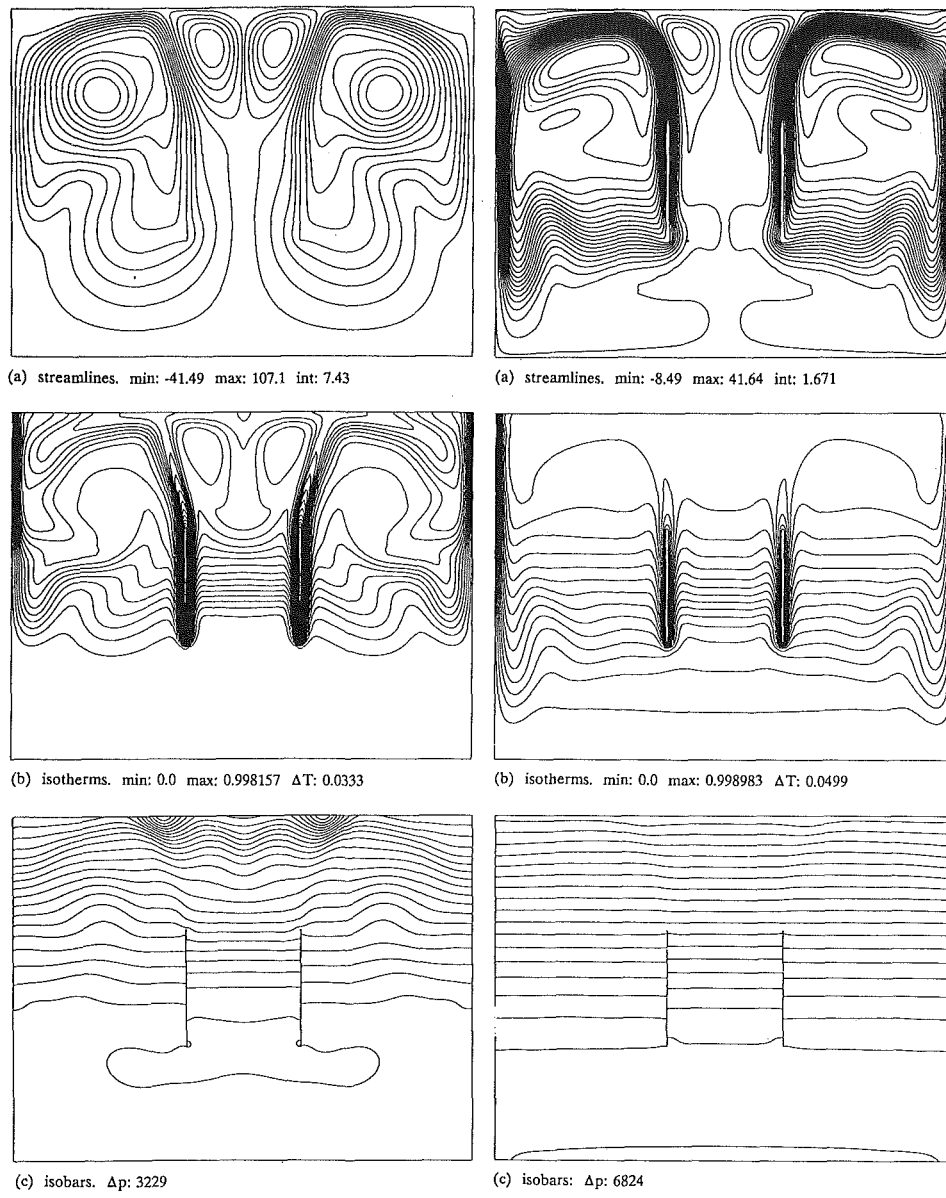 (a) streamlines. min: -41.49 max: 107.1 int: 7.43
(a) streamlines. min: -8.49 max: 41.64 int: 1.671
(b) isotherms. min: 0.0 max: 0.998157 ΔT: 0.0333
(b) isotherms. min: 0.0 max: 0.998983 ΔT: 0.0499
(c) isobars. Δp: 3229
(c) isobars: Δp: 6824